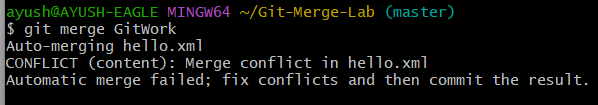 ayush@AYUSH-EAGLE MINGW64 ~/Git-Merge-Lab (master)
$ git merge GitWork
Auto-merging hello.xml
CONFLICT (content): Merge conflict in hello.xml
Automatic merge failed; fix conflicts and then commit the result.